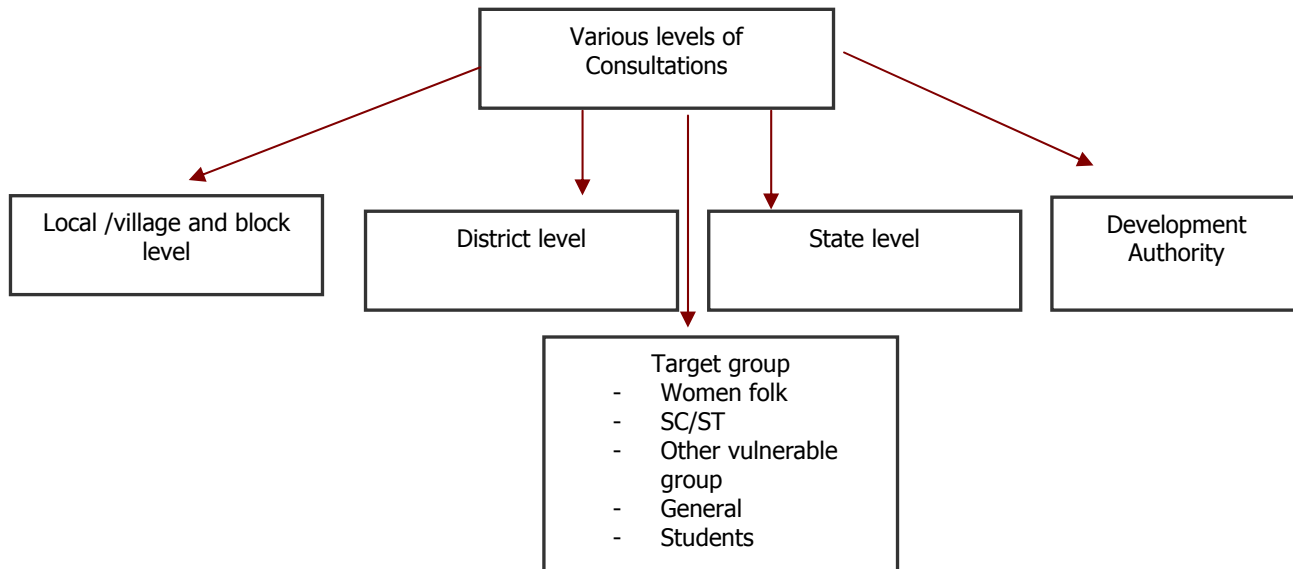 Various levels of
Consultations
Local /village and block
level
District level
State level
Development
Authority
Target group
- Women folk
- SC/ST
- Other vulnerable
group
- General
- Students